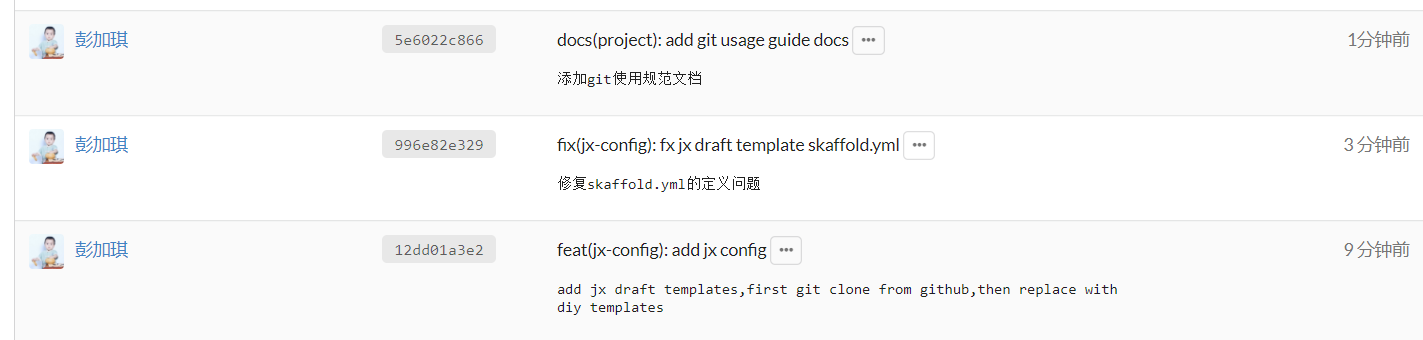 彭加琪 5e6022c866 docs(project): add git usage guide docs ••• 1分钟前
添加git使用规范文档
彭加琪 996e82e329 fix(jx-config): fx jx draft template skaffold.yml ••• 3 分钟前
修复skaffold.yml的定义问题
彭加琪 12dd01a3e2 feat(jx-config): add jx config ••• 9 分钟前
add jx draft templates,first git clone from github,then replace with
diy templates